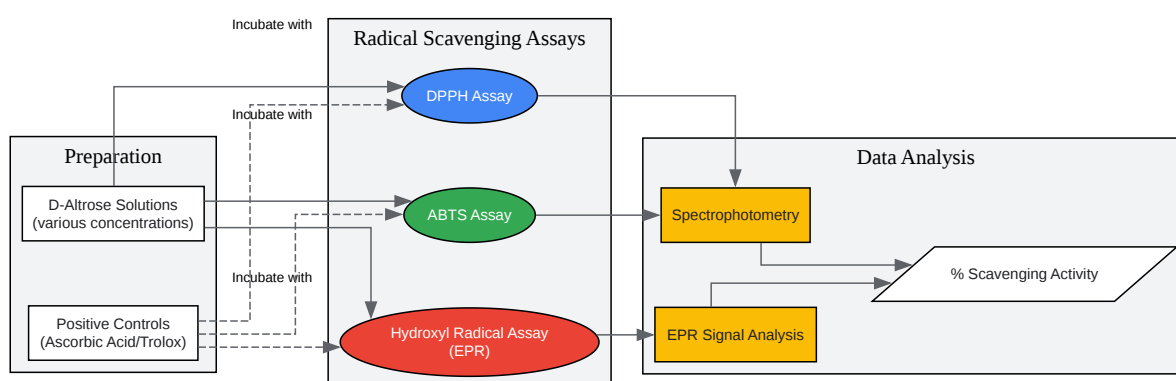 Incubate with
Radical Scavenging Assays
DPPH Assay
Incubate with
Preparation
Data Analysis
D-Altrose Solutions
(various concentrations)
ABTS Assay
Spectrophotometry
Incubate with
% Scavenging Activity
Positive Controls
(Ascorbic Acid/Trolox)
Hydroxyl Radical Assay
(EPR)
EPR Signal Analysis